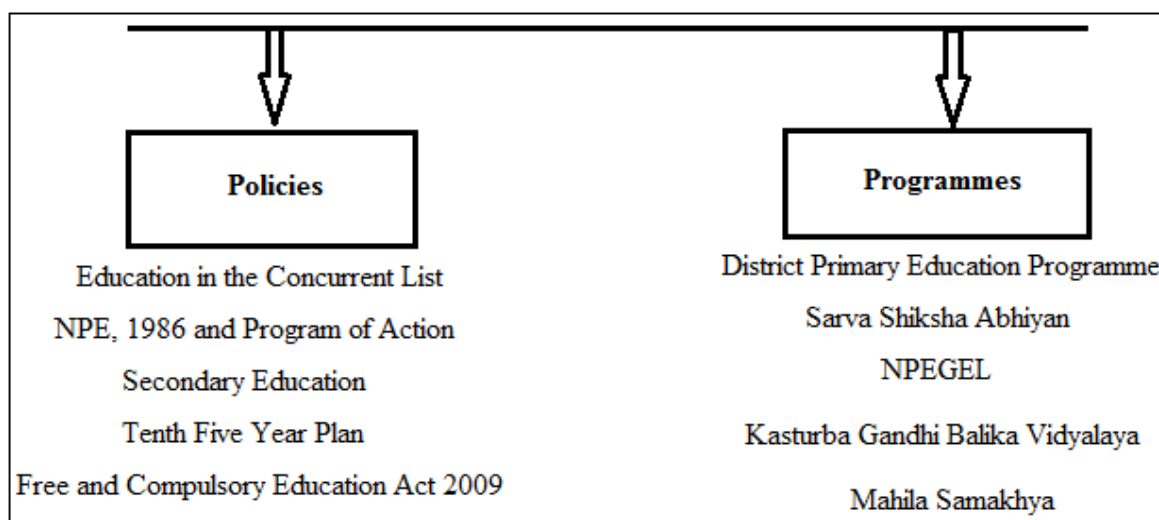 Policies
Education in the Concurrent List
NPE, 1986 and Program of Action
Secondary Education
Tenth Five Year Plan
Free and Compulsory Education Act 2009
Programmes
District Primary Education Programme
Sarva Shiksha Abhiyan
NPEGEL
Kasturba Gandhi Balika Vidyalaya
Mahila Samakhya